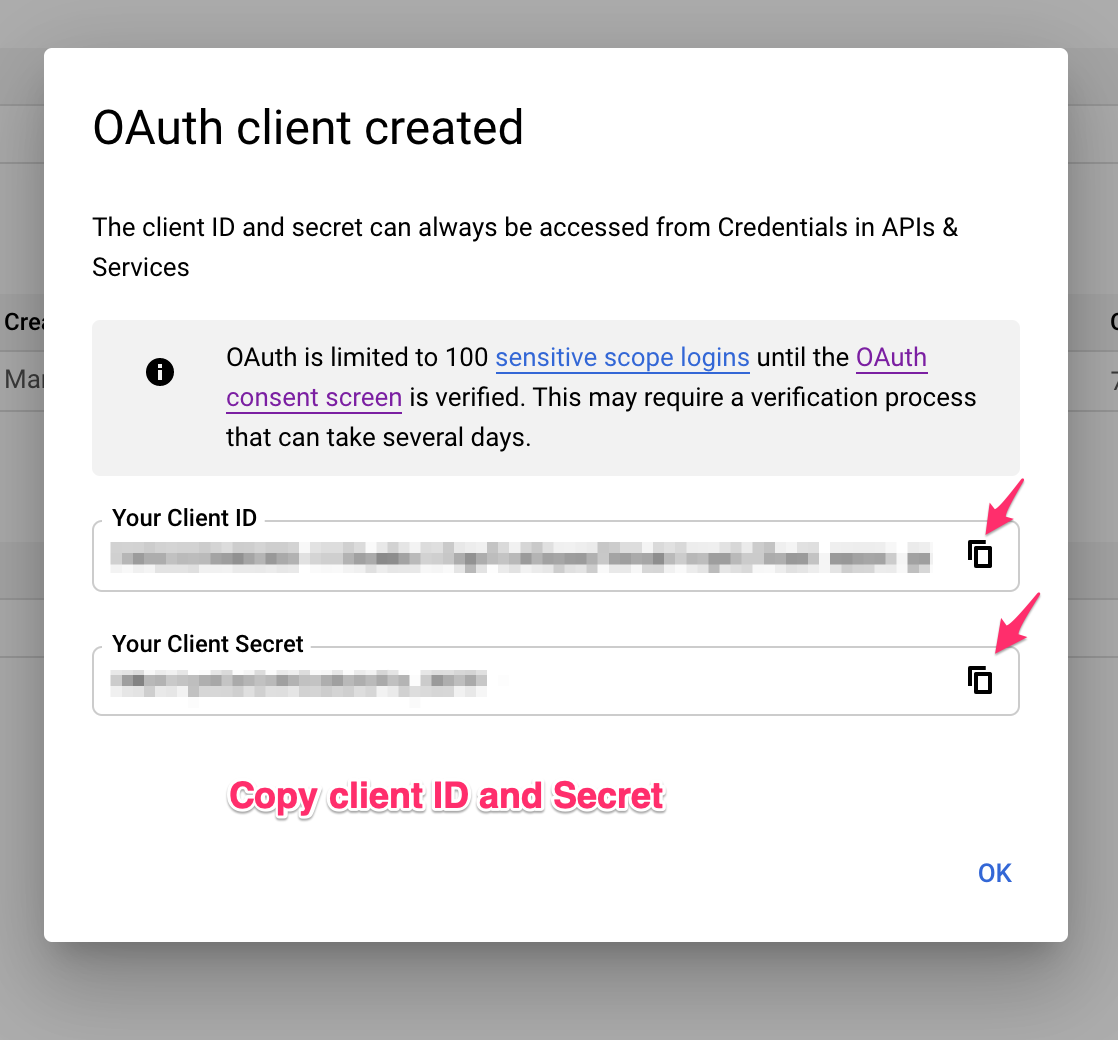 OAuth client created
The client ID and secret can always be accessed from Credentials in APIs &
Services
Crea
Mar
OAuth is limited to 100 sensitive scope logins until the OAuth
consent screen is verified. This may require a verification process
that can take several days.
Your Client ID
Your Client Secret
Copy client ID and Secret
OK